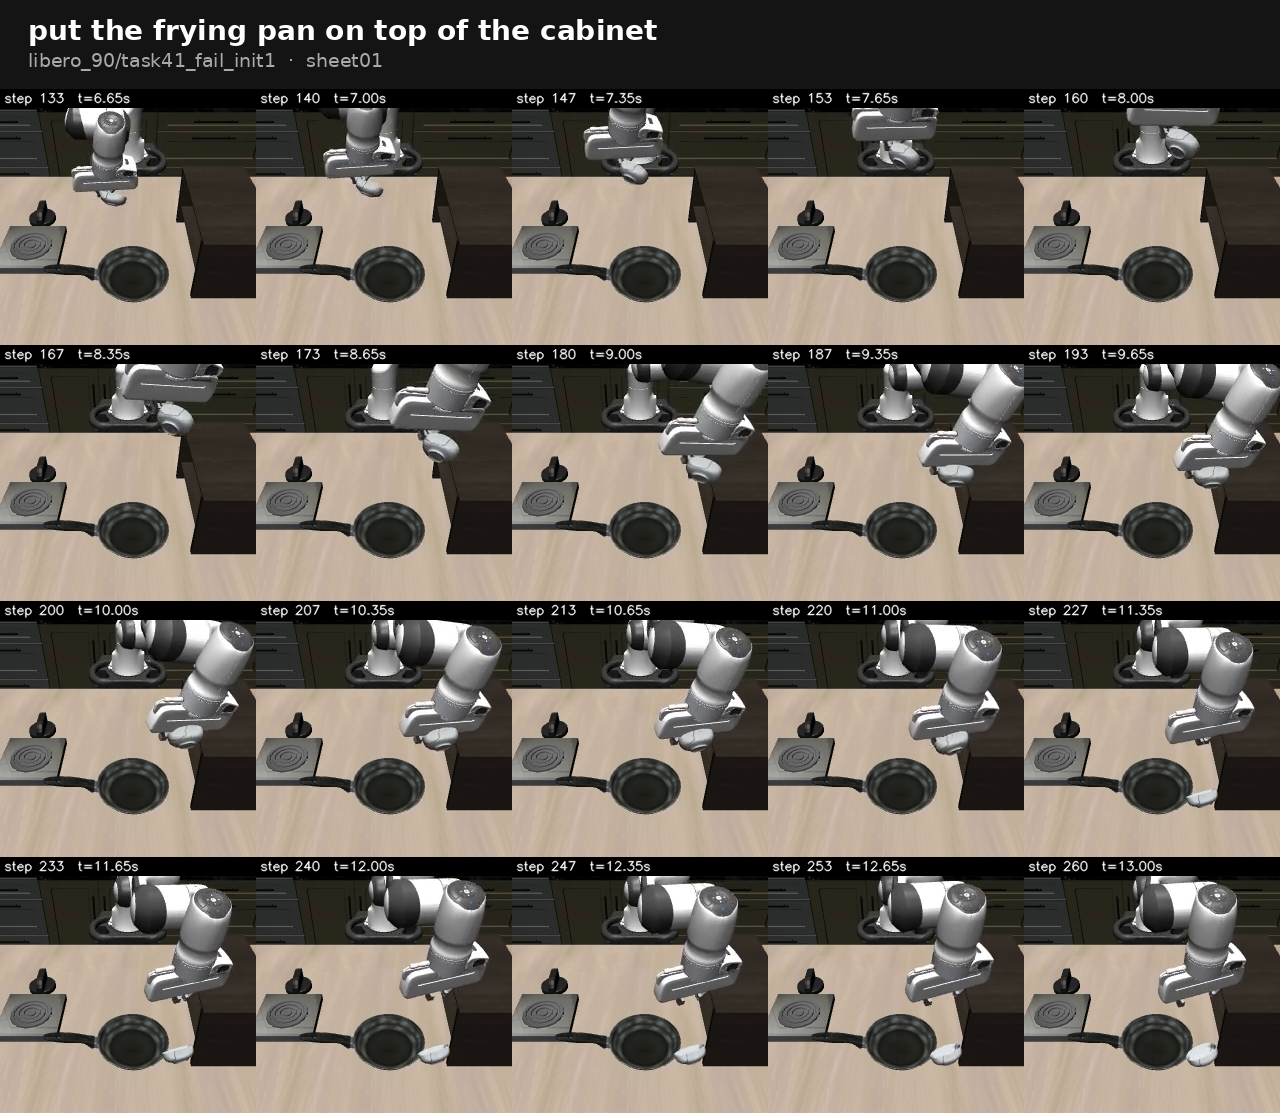 put the frying pan on top of the cabinet
libero_90/task41_fail_init1 · sheet01
step 133 t=6.65s
step 140 t=7.00s
step 147 t=7.35s
step 153 t=7.65s
step 160 t=8.00s
step 167 t=8.35s
step 173 t=8.65s
step 180 t=9.00s
step 187 t=9.35s
step 193 t=9.65s
step 200 t=10.00s
step 207 t=10.35s
step 213 t=10.65s
step 220 t=11.00s
step 227 t=11.35s
step 233 t=11.65s
step 240 t=12.00s
step 247 t=12.35s
step 253 t=12.65s
step 260 t=13.00s